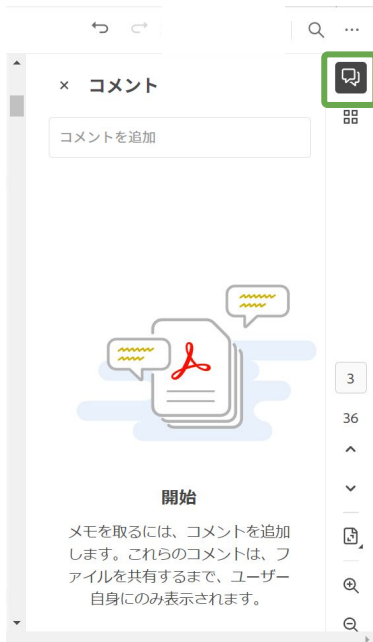 コメント
コメントを追加
3
36
開始
メモを取るには、コメントを追加
します。これらのコメントは、フ
ァイルを共有するまで、ユーザー
自身にのみ表示されます。